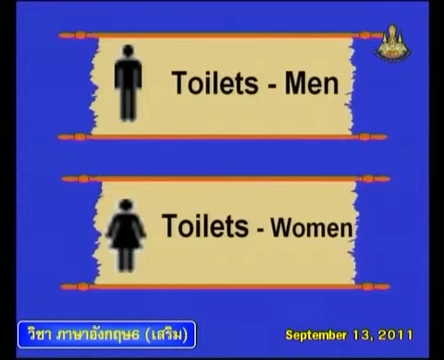 Toilets - Men
Toilets - Women
วิชา ภาษาอังกฤษ6 (เสริม)
September 13, 2011